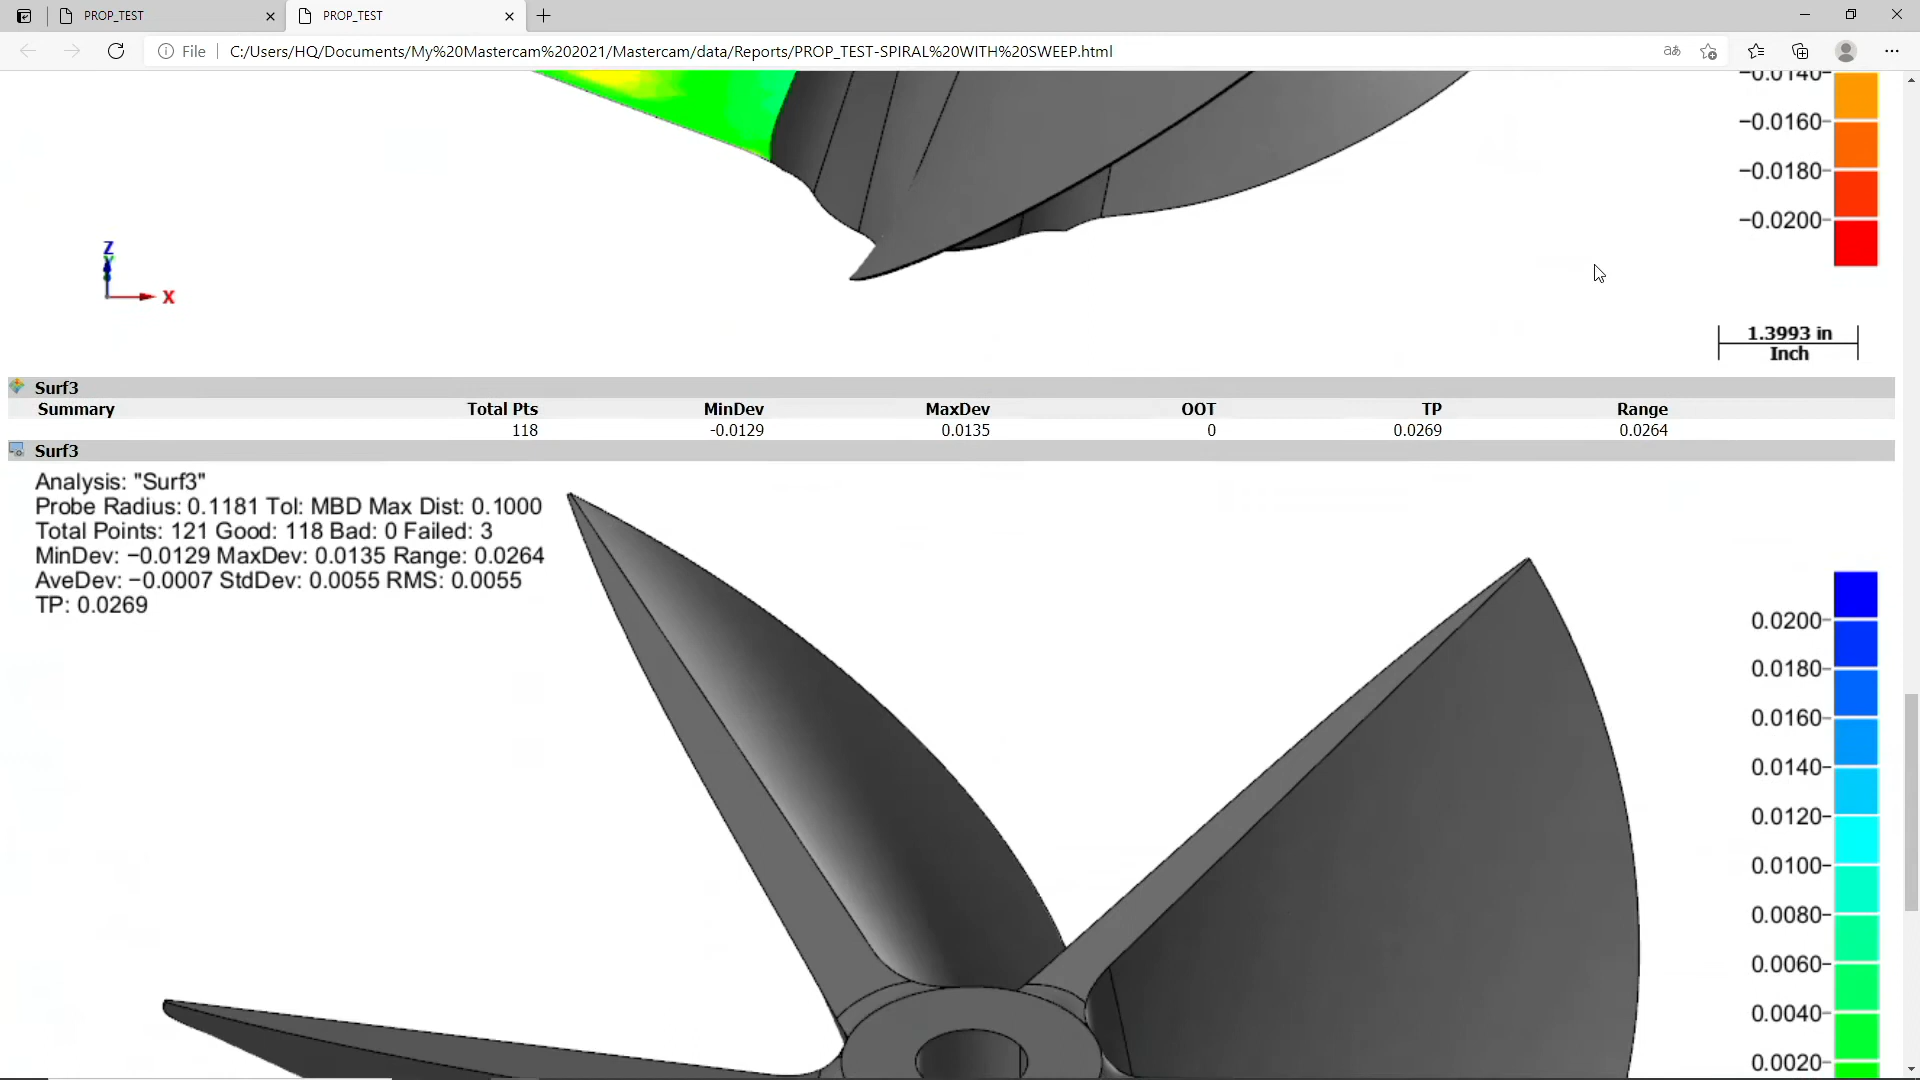 PROP_TEST
PROP_TEST
File
C:/Users/HQ/Documents/My%20Mastercam%202021/Mastercam/data/Reports/PROP_TEST-SPIRAL%20WITH%20SWEEP.html
−0.0140
−0.0160
−0.0180
−0.0200
Z
Y
X
1.3993 in
Inch
Surf3
Summary Total Pts MinDev MaxDev OOT TP Range
118 -0.0129 0.0135 0 0.0269 0.0264
Surf3
Analysis: "Surf3"
Probe Radius: 0.1181 Tol: MBD Max Dist: 0.1000
Total Points: 121 Good: 118 Bad: 0 Failed: 3
MinDev: −0.0129 MaxDev: 0.0135 Range: 0.0264
AveDev: −0.0007 StdDev: 0.0055 RMS: 0.0055
TP: 0.0269
0.0200
0.0180
0.0160
0.0140
0.0120
0.0100
0.0080
0.0060
0.0040
0.0020